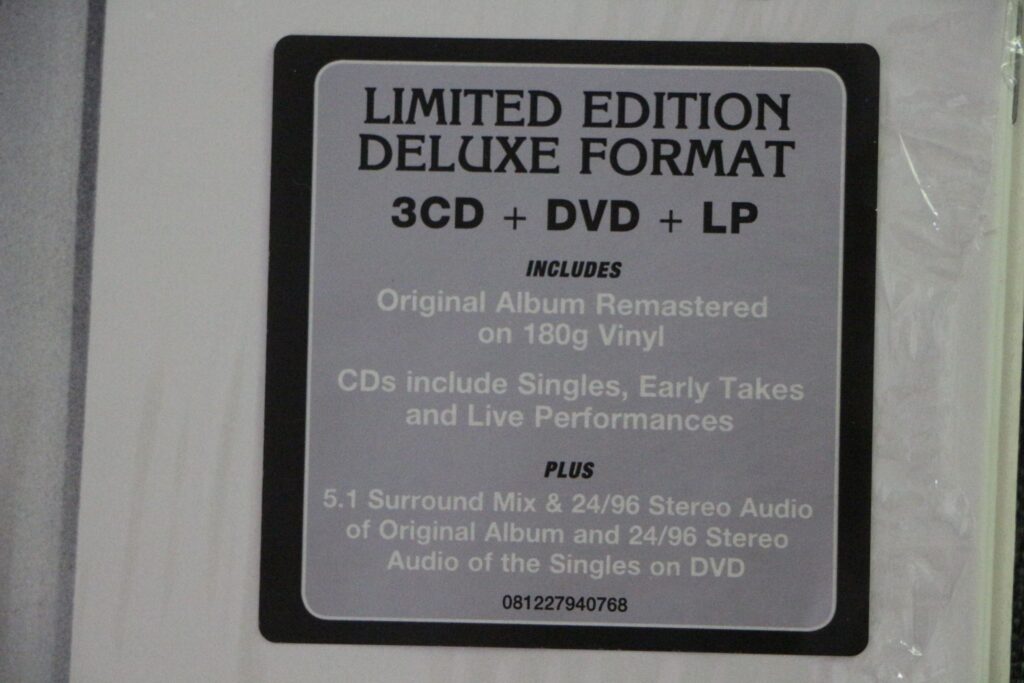 LIMITED EDITION
DELUXE FORMAT
3CD + DVD + LP
INCLUDES
Original Album Remastered
on 180g Vinyl
CDs include Singles, Early Takes
and Live Performances
PLUS
5.1 Surround Mix & 24/96 Stereo Audio
of Original Album and 24/96 Stereo
Audio of the Singles on DVD
081227940768